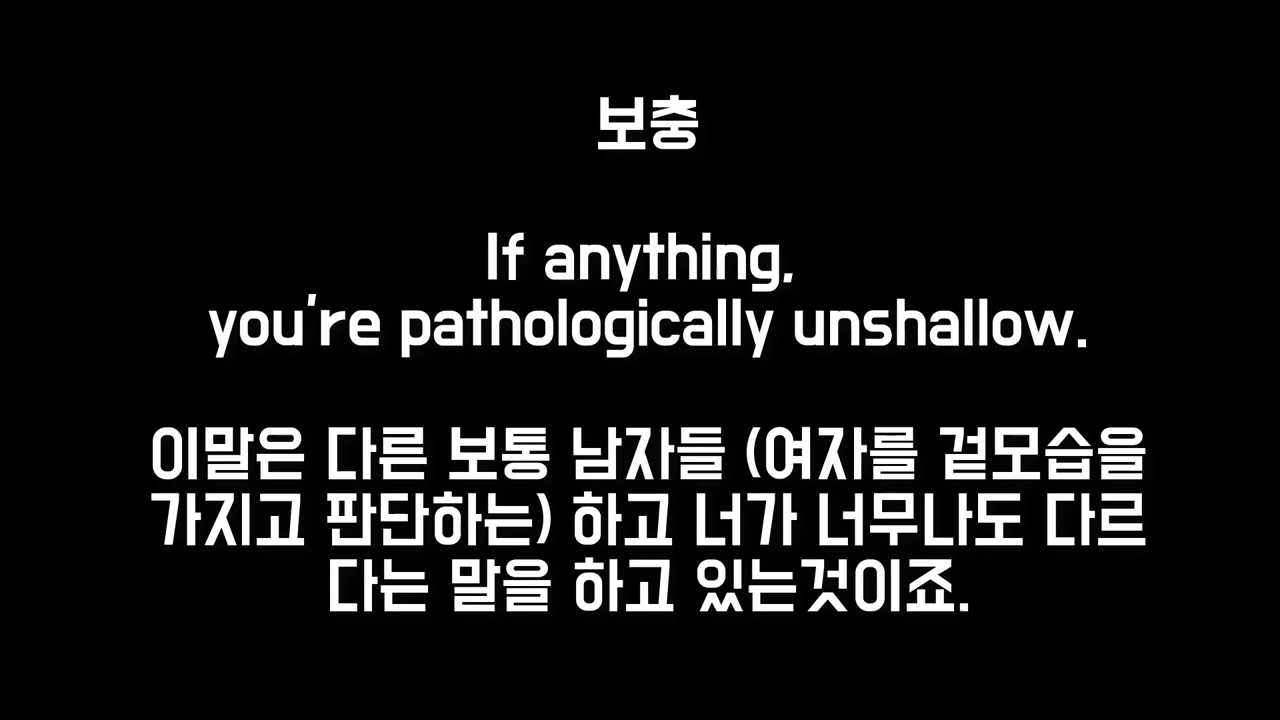 보충
If anything,
you're pathologically unshallow.
이말은 다른 보통 남자들 (여자를 겉모습을
가지고 판단하는) 하고 너가 너무나도 다르
다는 말을 하고 있는것이죠.